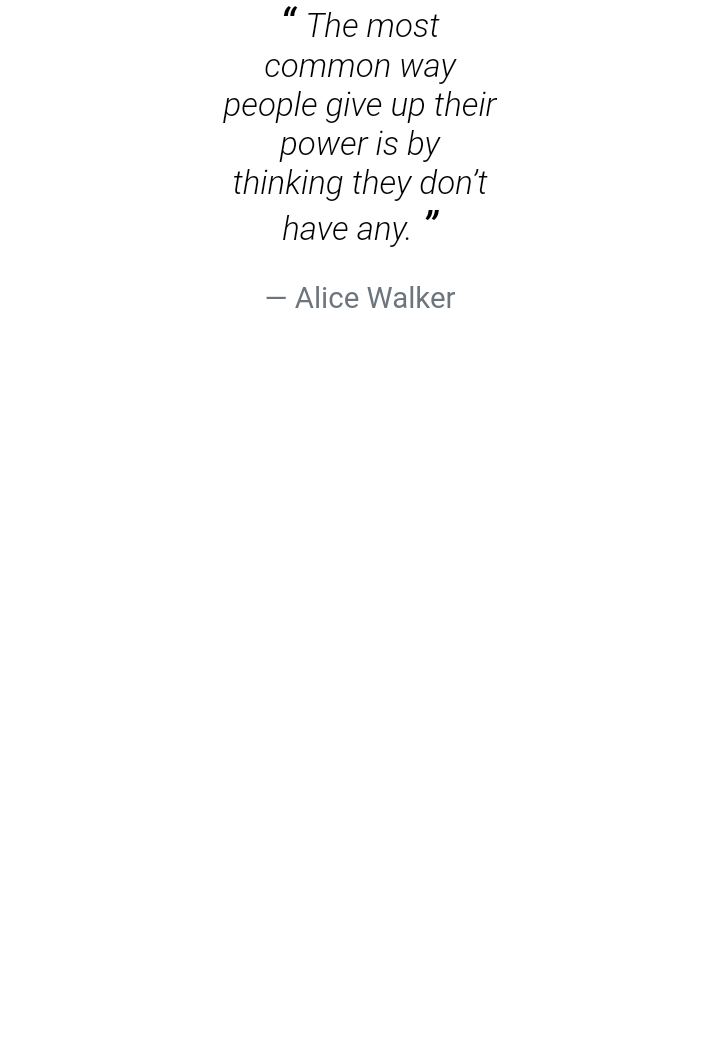 “ The most
common way
people give up their
power is by
thinking they don’t
have any. ”
— Alice Walker